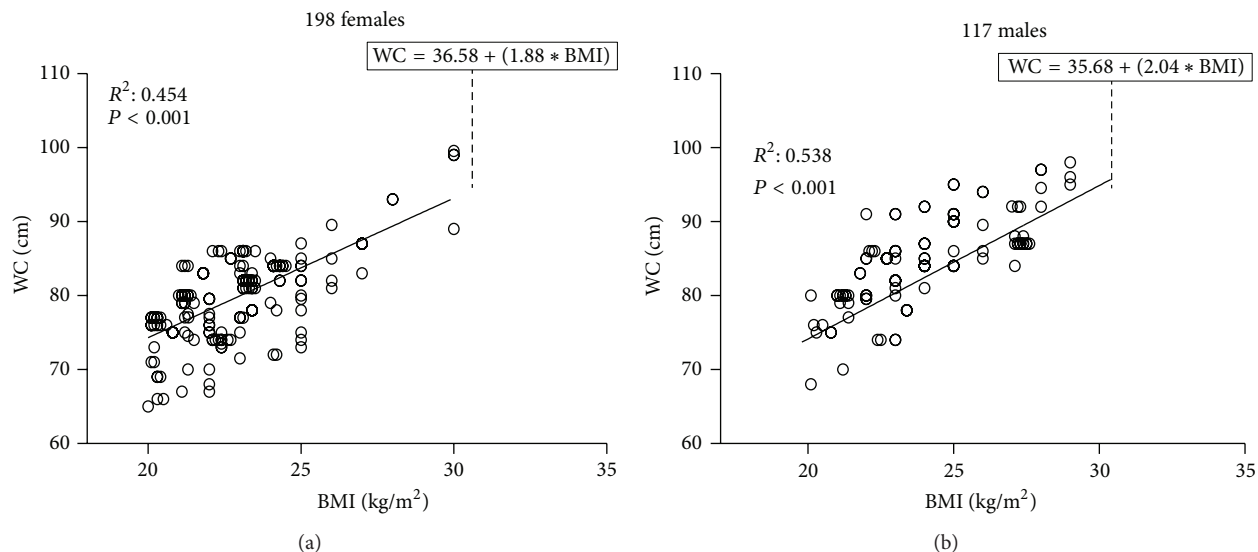 198 females
WC = 36.58 + (1.88 ∗ BMI)
R²: 0.454
P < 0.001
110
100
90
80
70
60
WC (cm)
20
25
30
35
BMI (kg/m²)
(a)
117 males
WC = 35.68 + (2.04 ∗ BMI)
R²: 0.538
P < 0.001
110
100
90
80
70
60
WC (cm)
20
25
30
35
BMI (kg/m²)
(b)